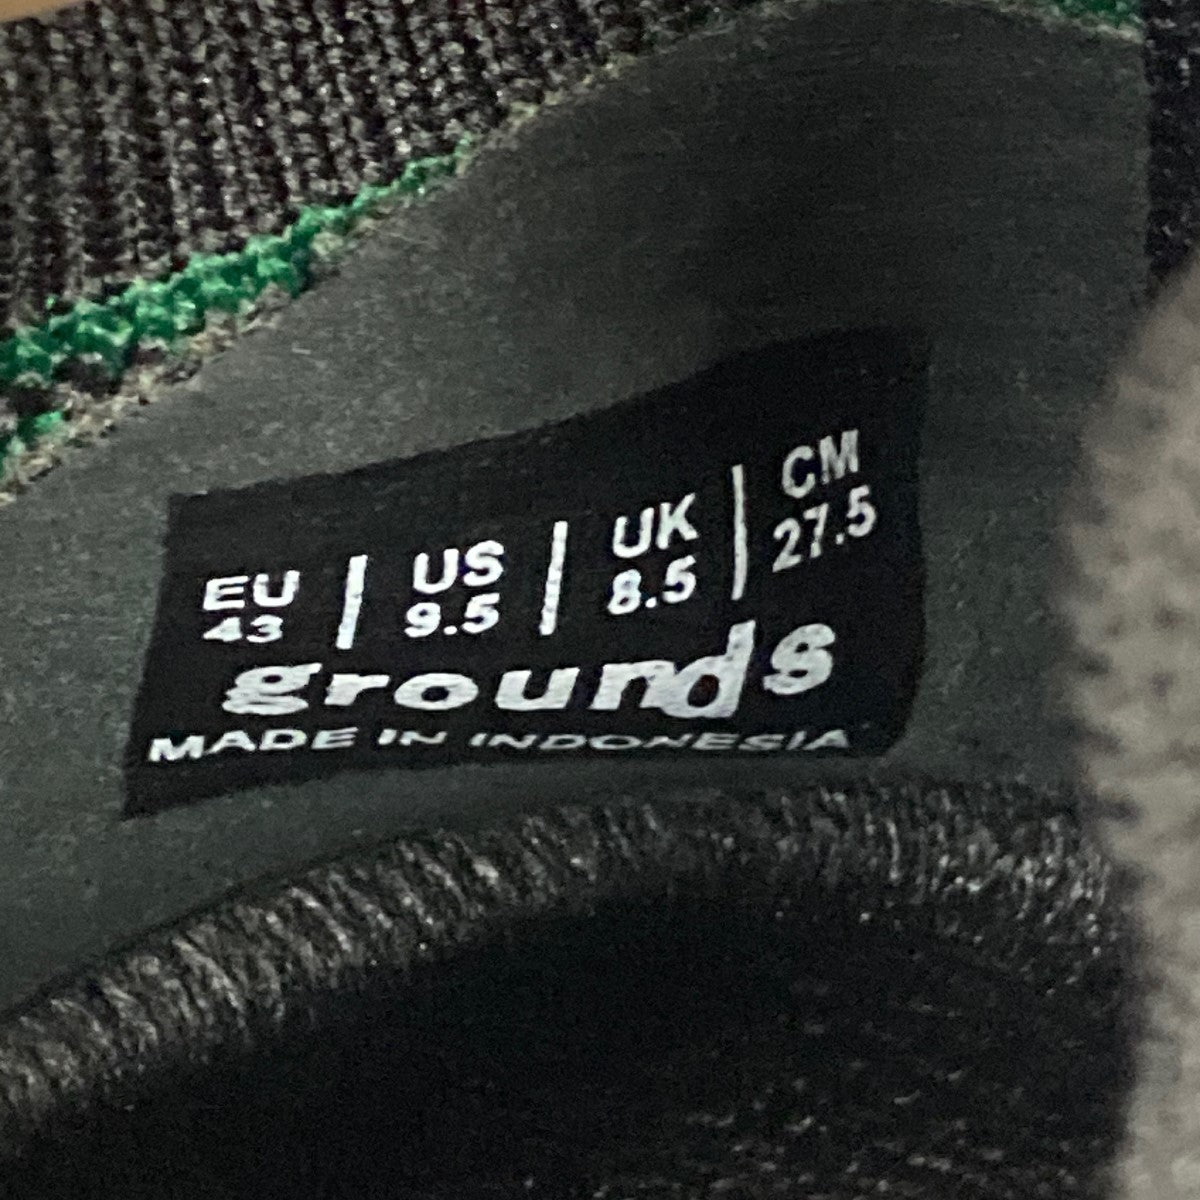 EU | US | UK | CM
43 | 9.5 | 8.5 | 27.5
grounds
MADE IN INDONESIA